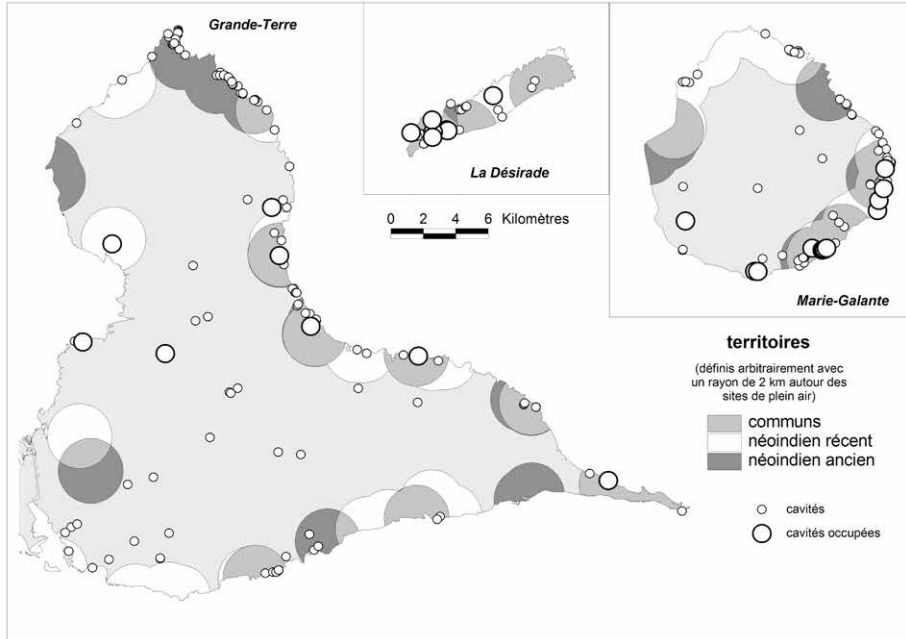 Grande-Terre
La Désirade
0 2 4 6 Kilomètres
Marie-Galante
territoires
(définis arbitrairement avec
un rayon de 2 km autour des
sites de plein air)
communs
néoindien récent
néoindien ancien
cavités
cavités occupées